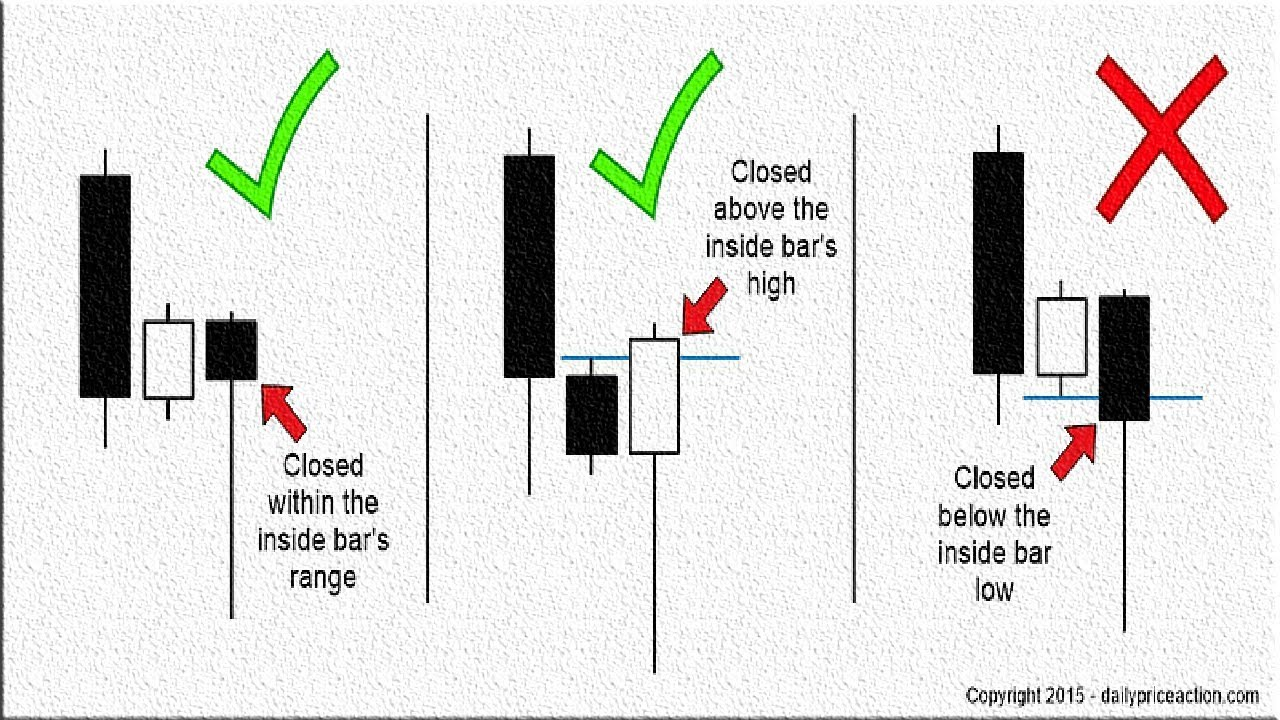 Closed
within the
inside bar's
range
Closed
above the
inside bar's
high
Closed
below the
inside bar
low
Copyright 2015 - dailypriceaction.com